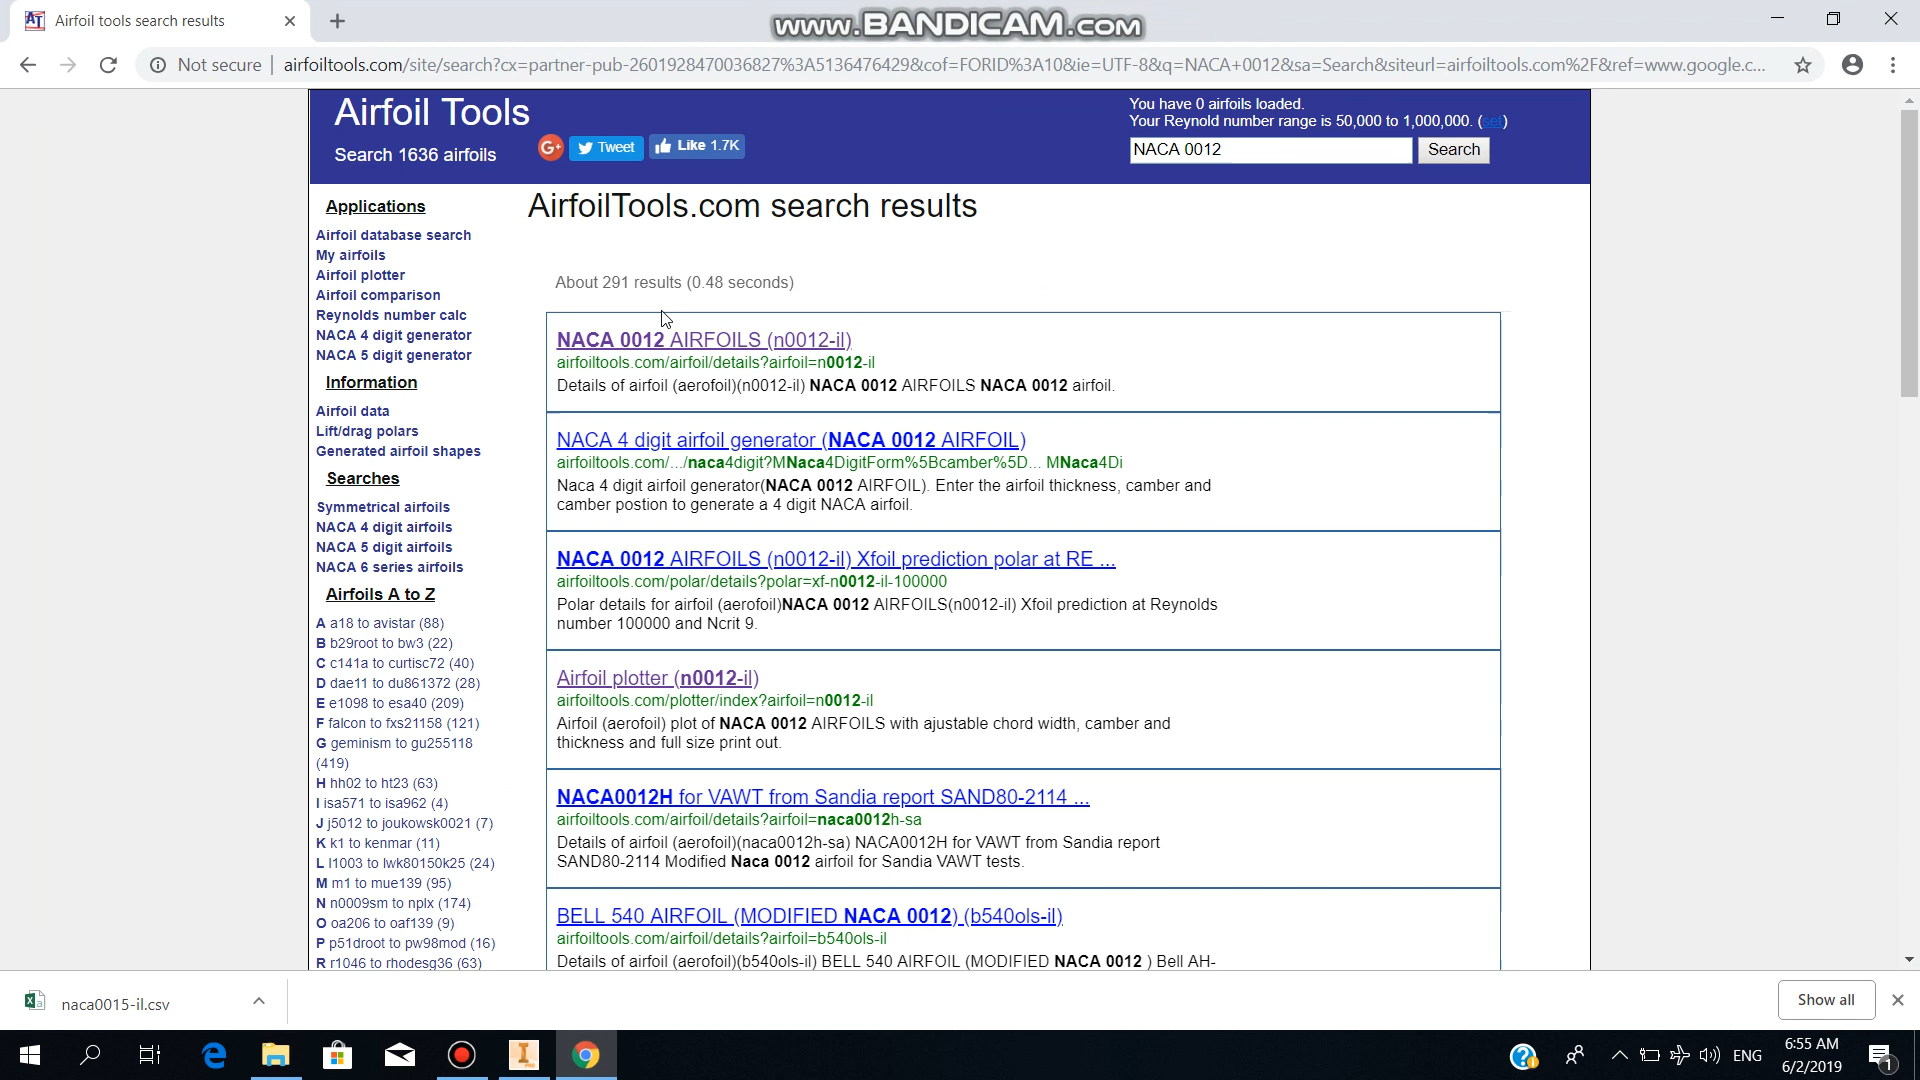 Airfoil tools search results
www.BANDICAM.com
Not secure
airfoiltools.com/site/search?cx=partner-pub-2601928470036827%3A5136476429&cof=FORID%3A10&ie=UTF-8&q=NACA+0012&sa=Search&siteurl=airfoiltools.com%2F&ref=www.google.c...
Airfoil Tools
Search 1636 airfoils
G+
Tweet
Like 1.7K
You have 0 airfoils loaded.
Your Reynold number range is 50,000 to 1,000,000. (set)
NACA 0012
Search
Applications
Airfoil database search
My airfoils
Airfoil plotter
Airfoil comparison
Reynolds number calc
NACA 4 digit generator
NACA 5 digit generator
Information
Airfoil data
Lift/drag polars
Generated airfoil shapes
Searches
Symmetrical airfoils
NACA 4 digit airfoils
NACA 5 digit airfoils
NACA 6 series airfoils
Airfoils A to Z
A a18 to avistar (88)
B b29root to bw3 (22)
C c141a to curtisc72 (40)
D dae11 to du861372 (28)
E e1098 to esa40 (209)
F falcon to fxs21158 (121)
G geminism to gu255118
(419)
H hh02 to ht23 (63)
I isa571 to isa962 (4)
J j5012 to joukowsk0021 (7)
K k1 to kenmar (11)
L l1003 to lwk80150k25 (24)
M m1 to mue139 (95)
N n0009sm to nplx (174)
O oa206 to oaf139 (9)
P p51droot to pw98mod (16)
R r1046 to rhodesg36 (63)
AirfoilTools.com search results
About 291 results (0.48 seconds)
NACA 0012 AIRFOILS (n0012-il)
airfoiltools.com/airfoil/details?airfoil=n0012-il
Details of airfoil (aerofoil)(n0012-il) NACA 0012 AIRFOILS NACA 0012 airfoil.
NACA 4 digit airfoil generator (NACA 0012 AIRFOIL)
airfoiltools.com/.../naca4digit?MNaca4DigitForm%5Bcamber%5D... MNaca4Di
Naca 4 digit airfoil generator(NACA 0012 AIRFOIL). Enter the airfoil thickness, camber and
camber postion to generate a 4 digit NACA airfoil.
NACA 0012 AIRFOILS (n0012-il) Xfoil prediction polar at RE ...
airfoiltools.com/polar/details?polar=xf-n0012-il-100000
Polar details for airfoil (aerofoil)NACA 0012 AIRFOILS(n0012-il) Xfoil prediction at Reynolds
number 100000 and Ncrit 9.
Airfoil plotter (n0012-il)
airfoiltools.com/plotter/index?airfoil=n0012-il
Airfoil (aerofoil) plot of NACA 0012 AIRFOILS with ajustable chord width, camber and
thickness and full size print out.
NACA0012H for VAWT from Sandia report SAND80-2114 ...
airfoiltools.com/airfoil/details?airfoil=naca0012h-sa
Details of airfoil (aerofoil)(naca0012h-sa) NACA0012H for VAWT from Sandia report
SAND80-2114 Modified Naca 0012 airfoil for Sandia VAWT tests.
BELL 540 AIRFOIL (MODIFIED NACA 0012) (b540ols-il)
airfoiltools.com/airfoil/details?airfoil=b540ols-il
Details of airfoil (aerofoil)(b540ols-il) BELL 540 AIRFOIL (MODIFIED NACA 0012 ) Bell AH-
naca0015-il.csv
Show all
ENG
6:55 AM
6/2/2019
1